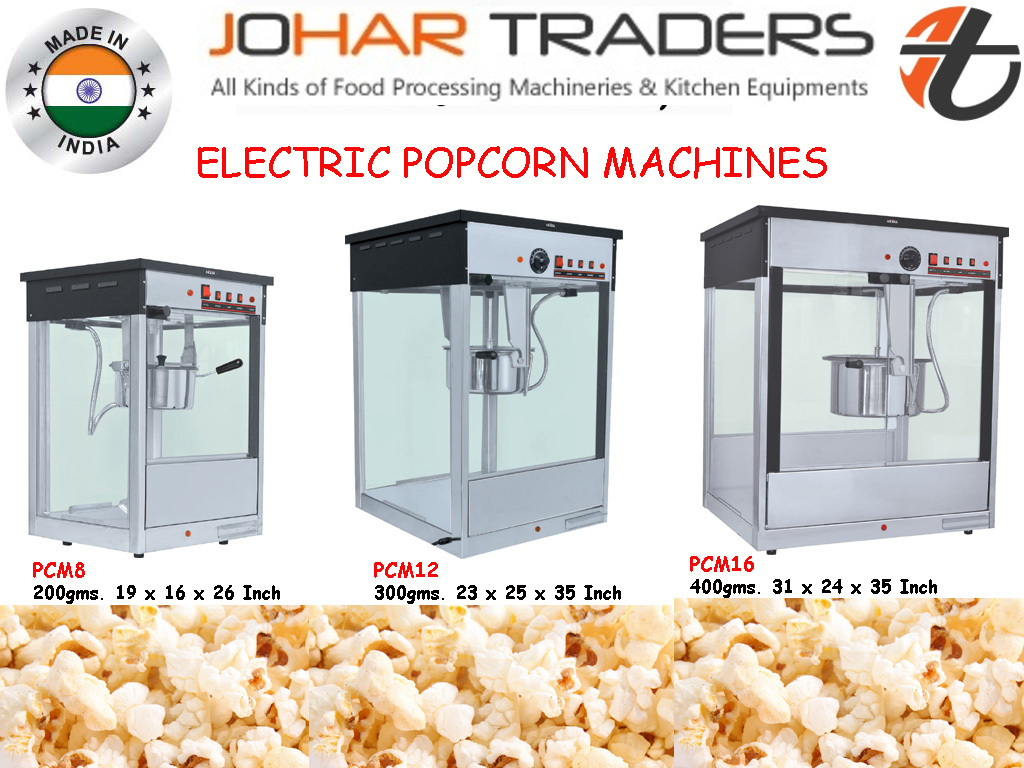 MADE IN
INDIA
JOHAR TRADERS
All Kinds of Food Processing Machineries & Kitchen Equipments
ELECTRIC POPCORN MACHINES
PCM8
200gms. 19 x 16 x 26 Inch
PCM12
300gms. 23 x 25 x 35 Inch
PCM16
400gms. 31 x 24 x 35 Inch